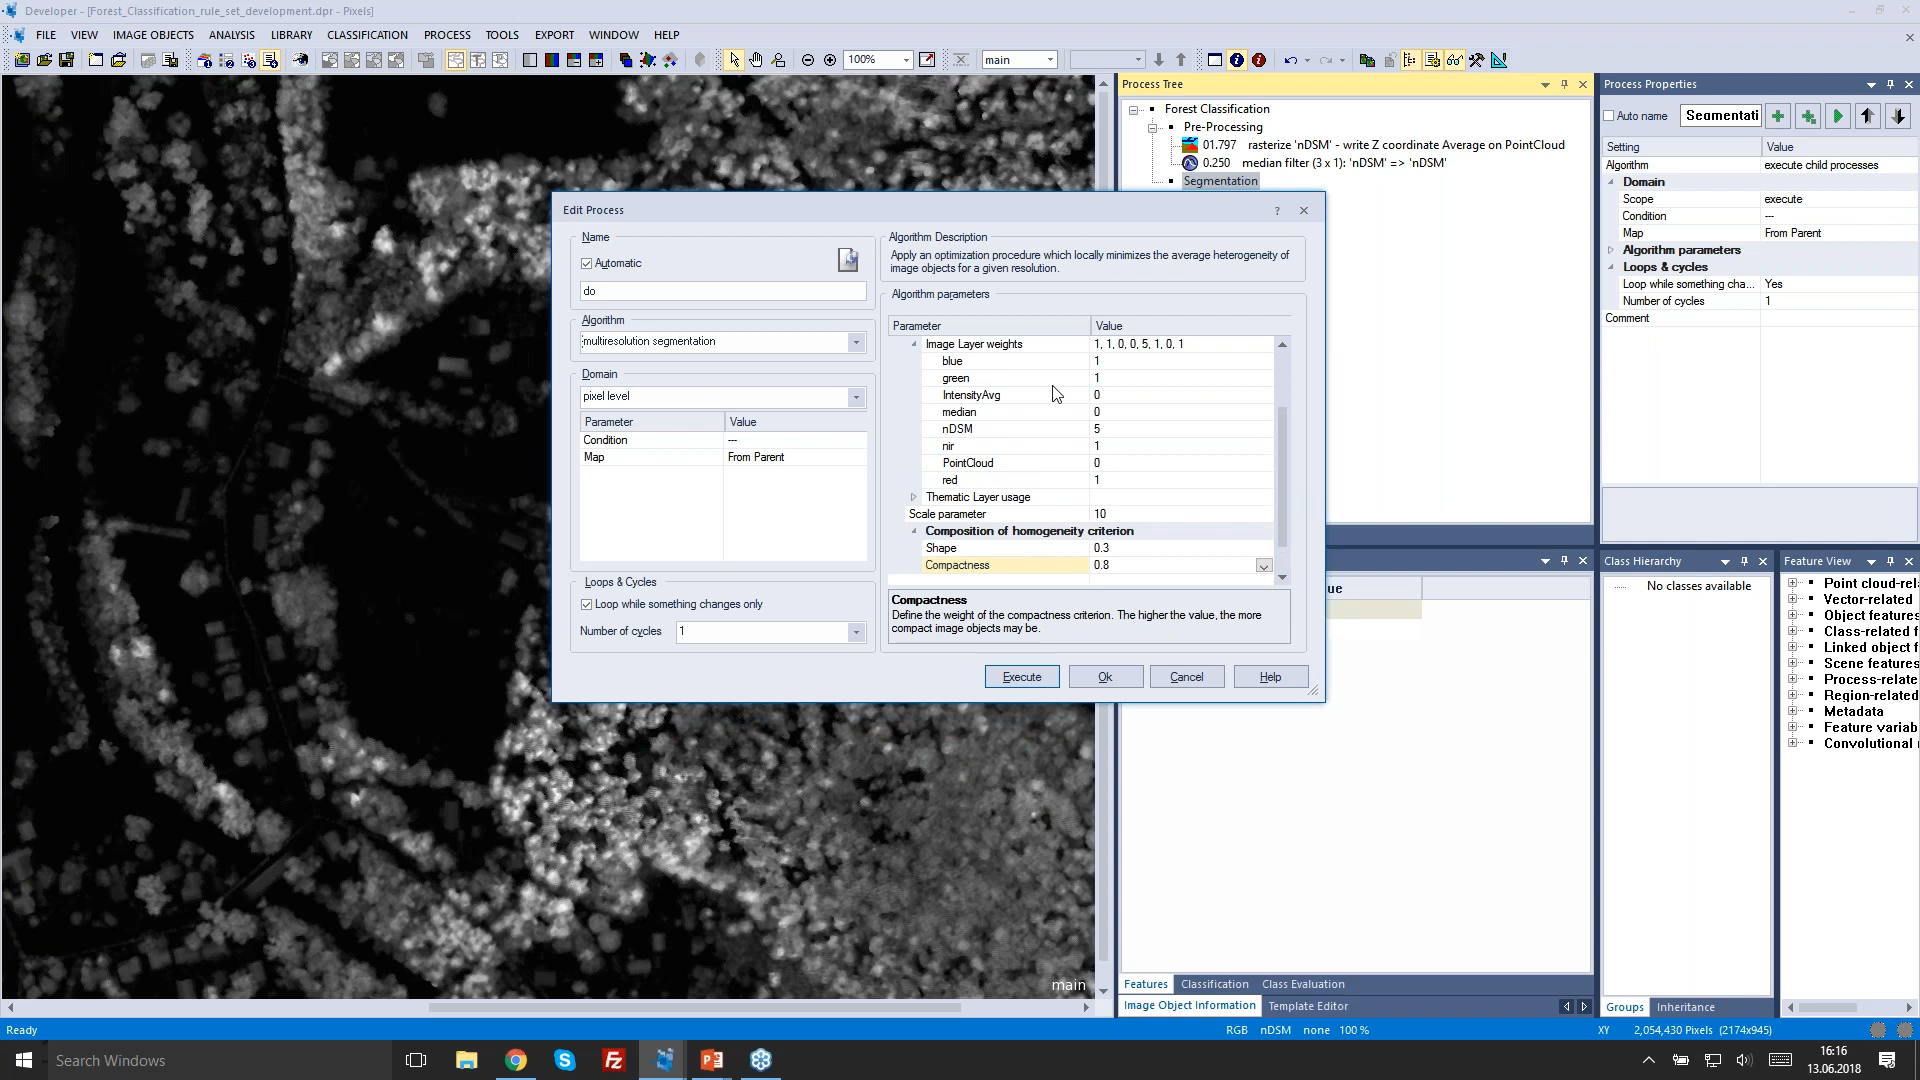 Developer - [Forest_Classification_rule_set_development.dpr - Pixels]
FILE VIEW IMAGE OBJECTS ANALYSIS LIBRARY CLASSIFICATION PROCESS TOOLS EXPORT WINDOW HELP
100% main
Process Tree
Forest Classification
Pre-Processing
01.797 rasterize 'nDSM' - write Z coordinate Average on PointCloud
0.250 median filter (3 x 1): 'nDSM' => 'nDSM'
Segmentation
Process Properties
Auto name Segmentati
Setting Value
Algorithm execute child processes
Domain
Scope execute
Condition ---
Map From Parent
Algorithm parameters
Loops & cycles
Loop while something cha... Yes
Number of cycles 1
Comment
Edit Process
Name
Automatic
do
Algorithm
multiresolution segmentation
Domain
pixel level
Parameter Value
Condition ---
Map From Parent
Loops & Cycles
Loop while something changes only
Number of cycles 1
Algorithm Description
Apply an optimization procedure which locally minimizes the average heterogeneity of
image objects for a given resolution.
Algorithm parameters
Parameter Value
Image Layer weights 1, 1, 0, 0, 5, 1, 0, 1
blue 1
green 1
IntensityAvg 0
median 0
nDSM 5
nir 1
PointCloud 0
red 1
Thematic Layer usage
Scale parameter 10
Composition of homogeneity criterion
Shape 0.3
Compactness 0.8
Compactness
Define the weight of the compactness criterion. The higher the value, the more
compact image objects may be.
Execute Ok Cancel Help
ue
Class Hierarchy
No classes available
Groups Inheritance
Feature View
Point cloud-rela
Vector-related
Object features
Class-related f
Linked object f
Scene features
Process-relate
Region-related
Metadata
Feature variab
Convolutional
main
Features Classification Class Evaluation
Image Object Information Template Editor
Ready RGB nDSM none 100 % XY 2,054,430 Pixels (2174x945)
Search Windows
16:16
13.06.2018